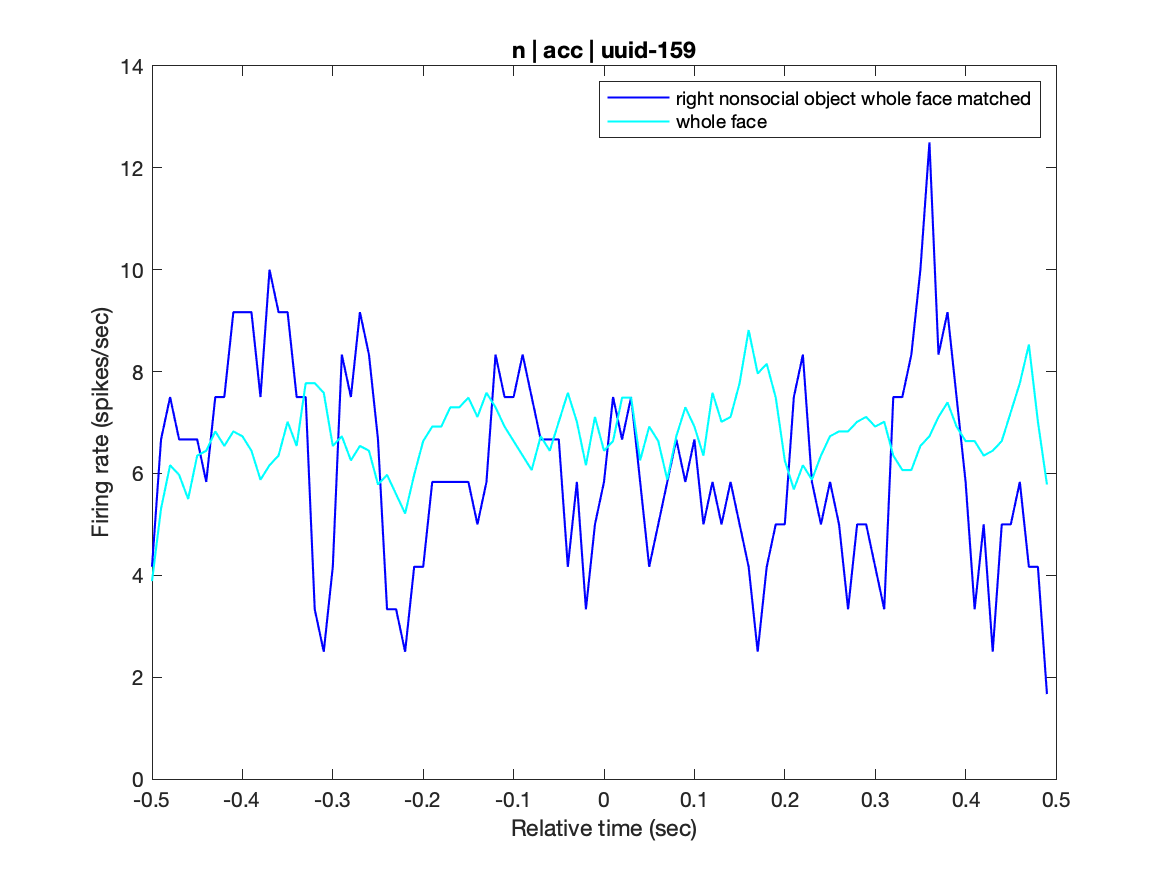 n | acc | uuid-159
right nonsocial object whole face matched
whole face
Firing rate (spikes/sec)
14
12
10
8
6
4
2
0
-0.5 -0.4 -0.3 -0.2 -0.1 0 0.1 0.2 0.3 0.4 0.5
Relative time (sec)